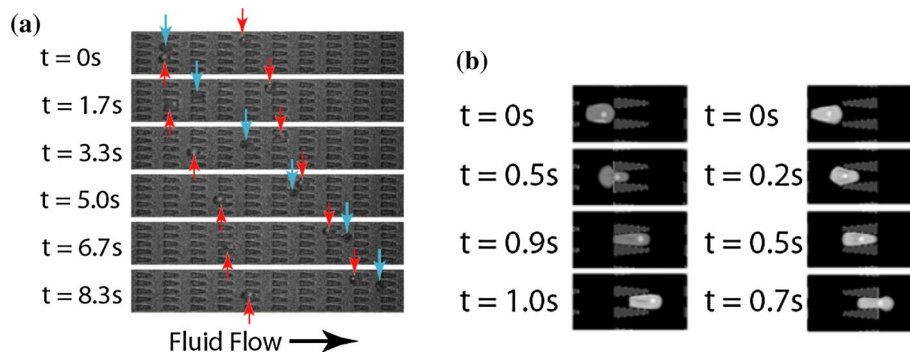 (a)
t = 0s
t = 1.7s
t = 3.3s
t = 5.0s
t = 6.7s
t = 8.3s
Fluid Flow
(b)
t = 0s
t = 0.5s
t = 0.9s
t = 1.0s
t = 0s
t = 0.2s
t = 0.5s
t = 0.7s